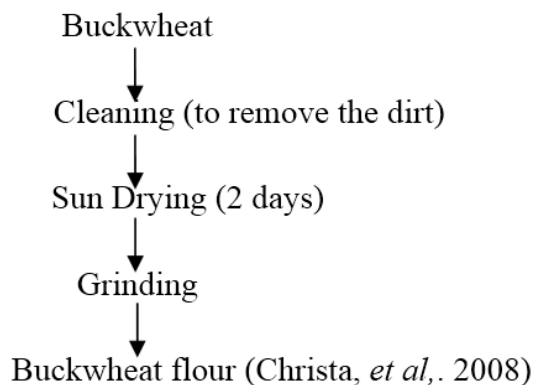 Buckwheat
Cleaning (to remove the dirt)
Sun Drying (2 days)
Grinding
Buckwheat flour (Christa, et al,. 2008)